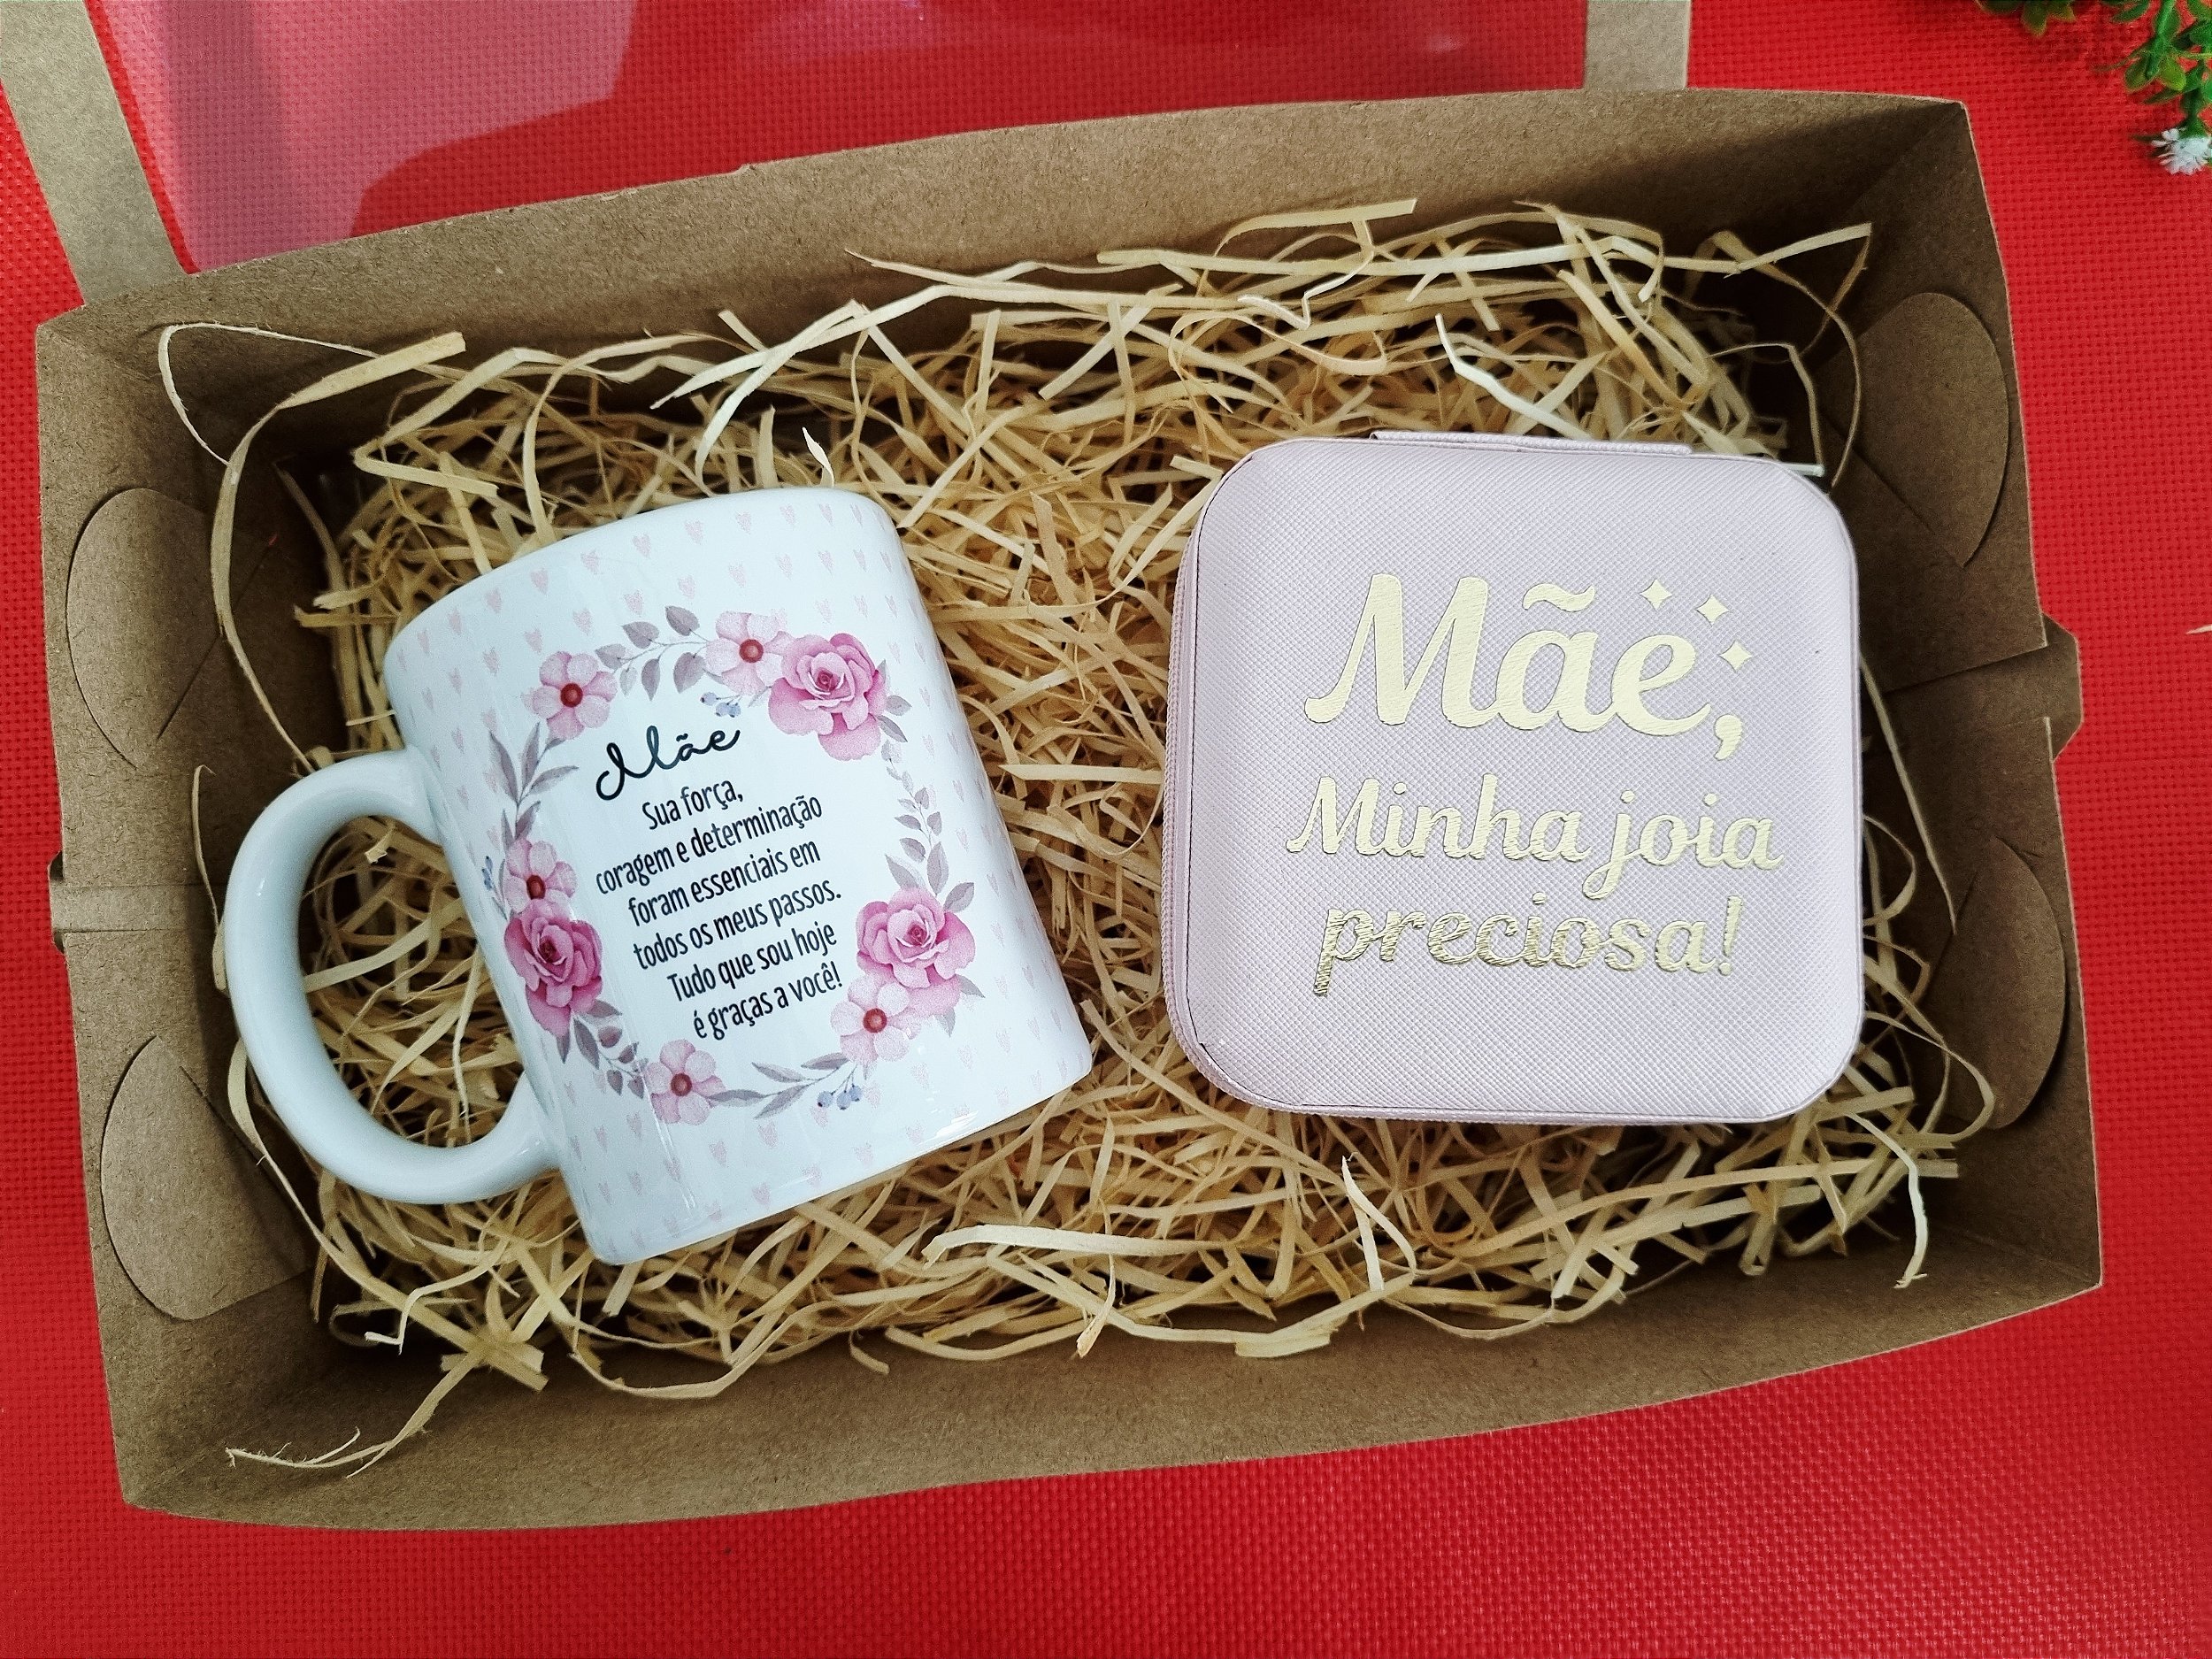 Mãe
Sua força,
coragem e determinação
foram essenciais em
todos os meus passos.
Tudo que sou hoje
é graças a você!
Mãe,
Minha joia
preciosa!